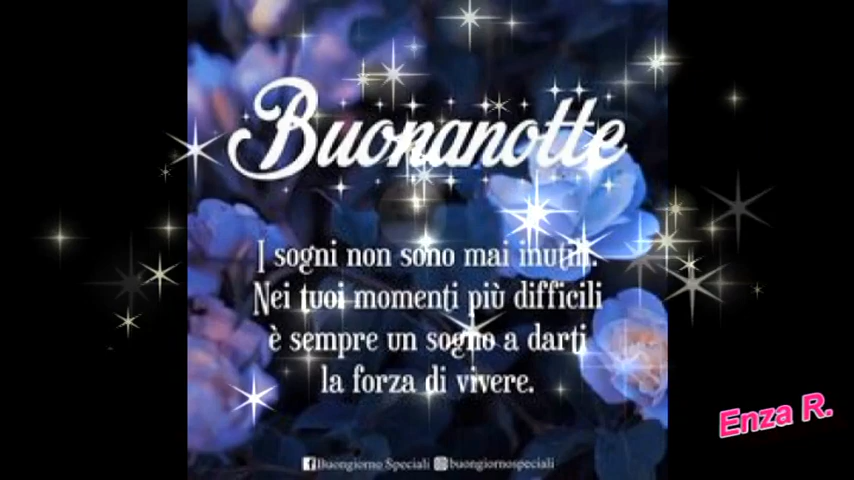 Buonanotte
I sogni non sono mai inutili.
Nei tuoi momenti più difficili
è sempre un sogno a darti
la forza di vivere.
Enza R.
Buongiorno Speciali buongiornospeciali